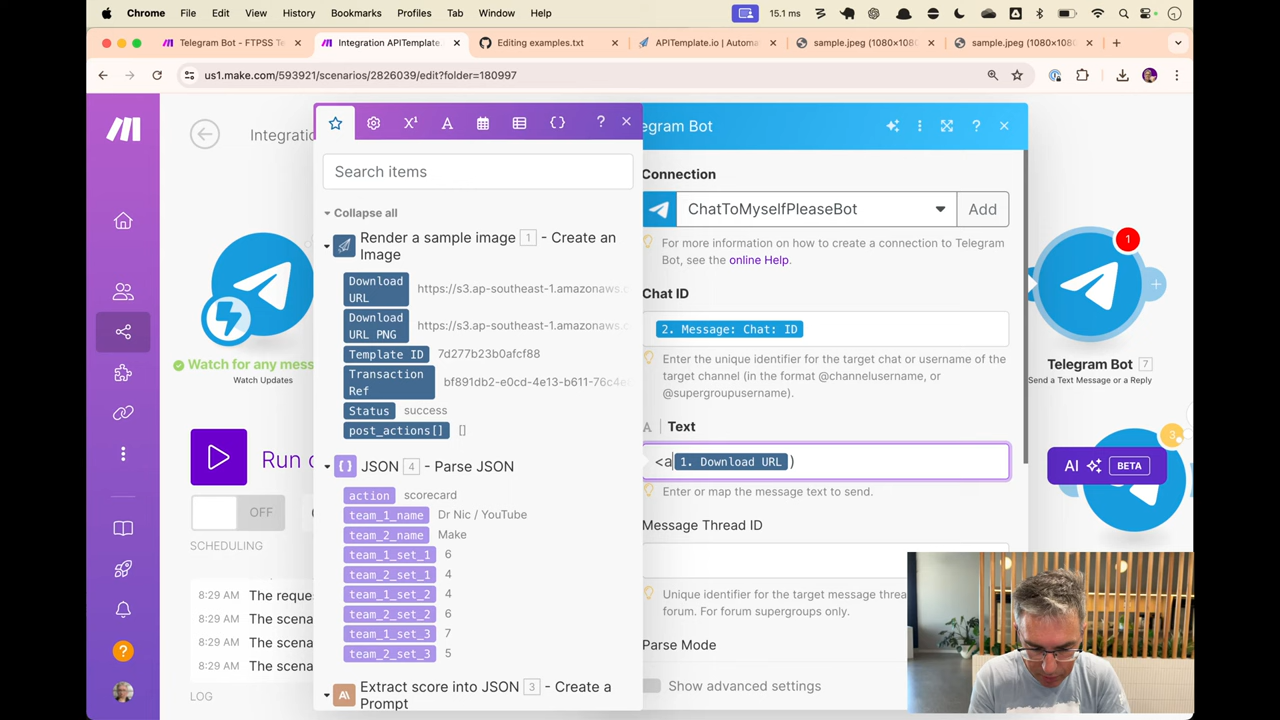 Chrome File Edit View History Bookmarks Profiles Tab Window Help 15.1 ms
Telegram Bot - FTPSS Te
Integration APITemplate.
Editing examples.txt
APITemplate.io | Automa
sample.jpeg (1080×1080
sample.jpeg (1080×1080
us1.make.com/593921/scenarios/2826039/edit?folder=180997
Integratio
Watch for any mess
Watch Updates
Run o
OFF
SCHEDULING
8:29 AM The reque
8:29 AM The scena
8:29 AM The scena
8:29 AM The scena
LOG
Search items
Collapse all
Render a sample image 1 - Create an
Image
Download
URL
https://s3.ap-southeast-1.amazonaws.c
Download
URL PNG
https://s3.ap-southeast-1.amazonaws.c
Template ID 7d277b23b0afcf88
Transaction
Ref
bf891db2-e0cd-4e13-b611-76c4e
Status success
post_actions[] []
JSON 4 - Parse JSON
action scorecard
team_1_name Dr Nic / YouTube
team_2_name Make
team_1_set_1 6
team_2_set_1 4
team_1_set_2 4
team_2_set_2 6
team_1_set_3 7
team_2_set_3 5
Extract score into JSON 3 - Create a
Prompt
egram Bot
Connection
ChatToMyselfPleaseBot
Add
For more information on how to create a connection to Telegram
Bot, see the online Help.
Chat ID
2. Message: Chat: ID
Enter the unique identifier for the target chat or username of the
target channel (in the format @channelusername, or
@supergroupusername).
A Text
<a 1. Download URL )
Enter or map the message text to send.
Message Thread ID
Unique identifier for the target message threa
forum. For forum supergroups only.
Parse Mode
Show advanced settings
1
Telegram Bot 7
Send a Text Message or a Reply
3
AI BETA